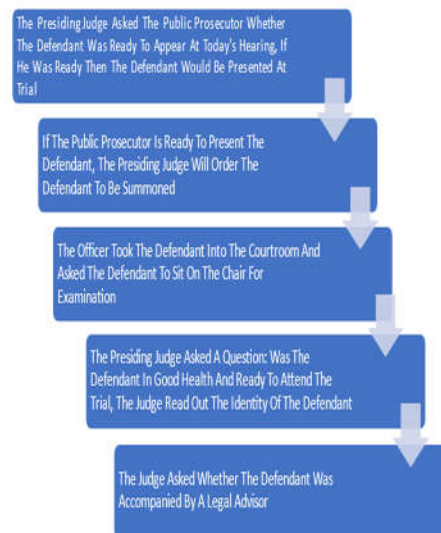 The Presiding Judge Asked The Public Prosecutor Whether
The Defendant Was Ready To Appear At Today's Hearing, If
He Was Ready Then The Defendant Would Be Presented At
Trial
If The Public Prosecutor Is Ready To Present The
Defendant, The Presiding Judge Will Order The
Defendant To Be Summoned
The Officer Took The Defendant Into The Courtroom And
Asked The Defendant To Sit On The Chair For
Examination
The Presiding Judge Asked A Question: Was The
Defendant In Good Health And Ready To Attend The
Trial, The Judge Read Out The Identity Of The Defendant
The Judge Asked Whether The Defendant Was
Accompanied By A Legal Advisor